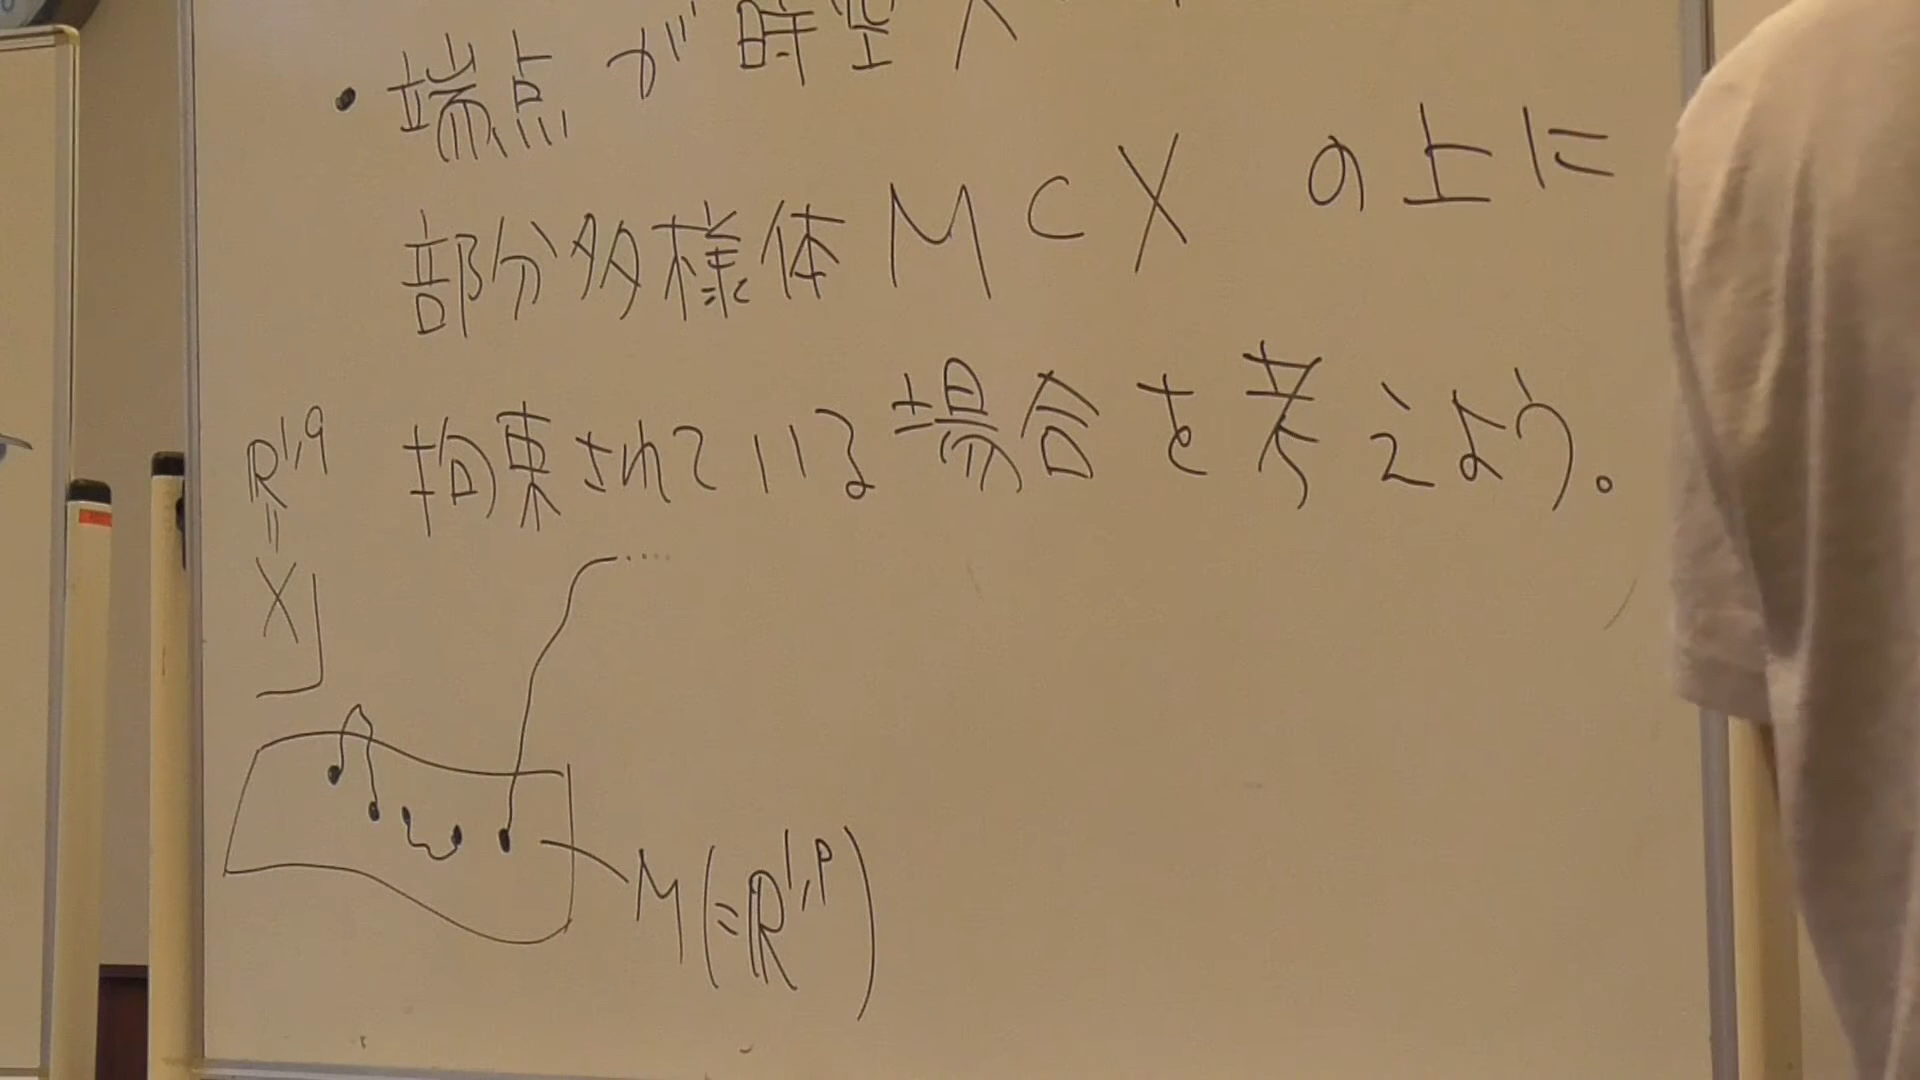 ・端点が時空X
部分多様体 M ⊂ X の上に
拘束されている場合を考えよう。
ℝ^{1,9}
=
X
M(=ℝ^{1,p})